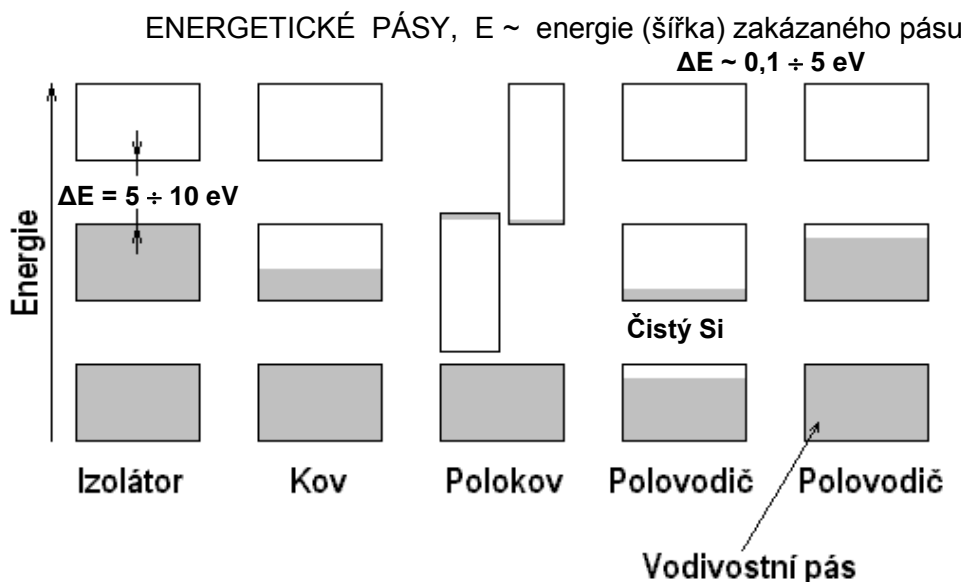 ENERGETICKÉ PÁSY, E ~ energie (šířka) zakázaného pásu
ΔE ~ 0,1 ÷ 5 eV
ΔE = 5 ÷ 10 eV
Energie
Čistý Si
Izolátor Kov Polokov Polovodič Polovodič
Vodivostní pás